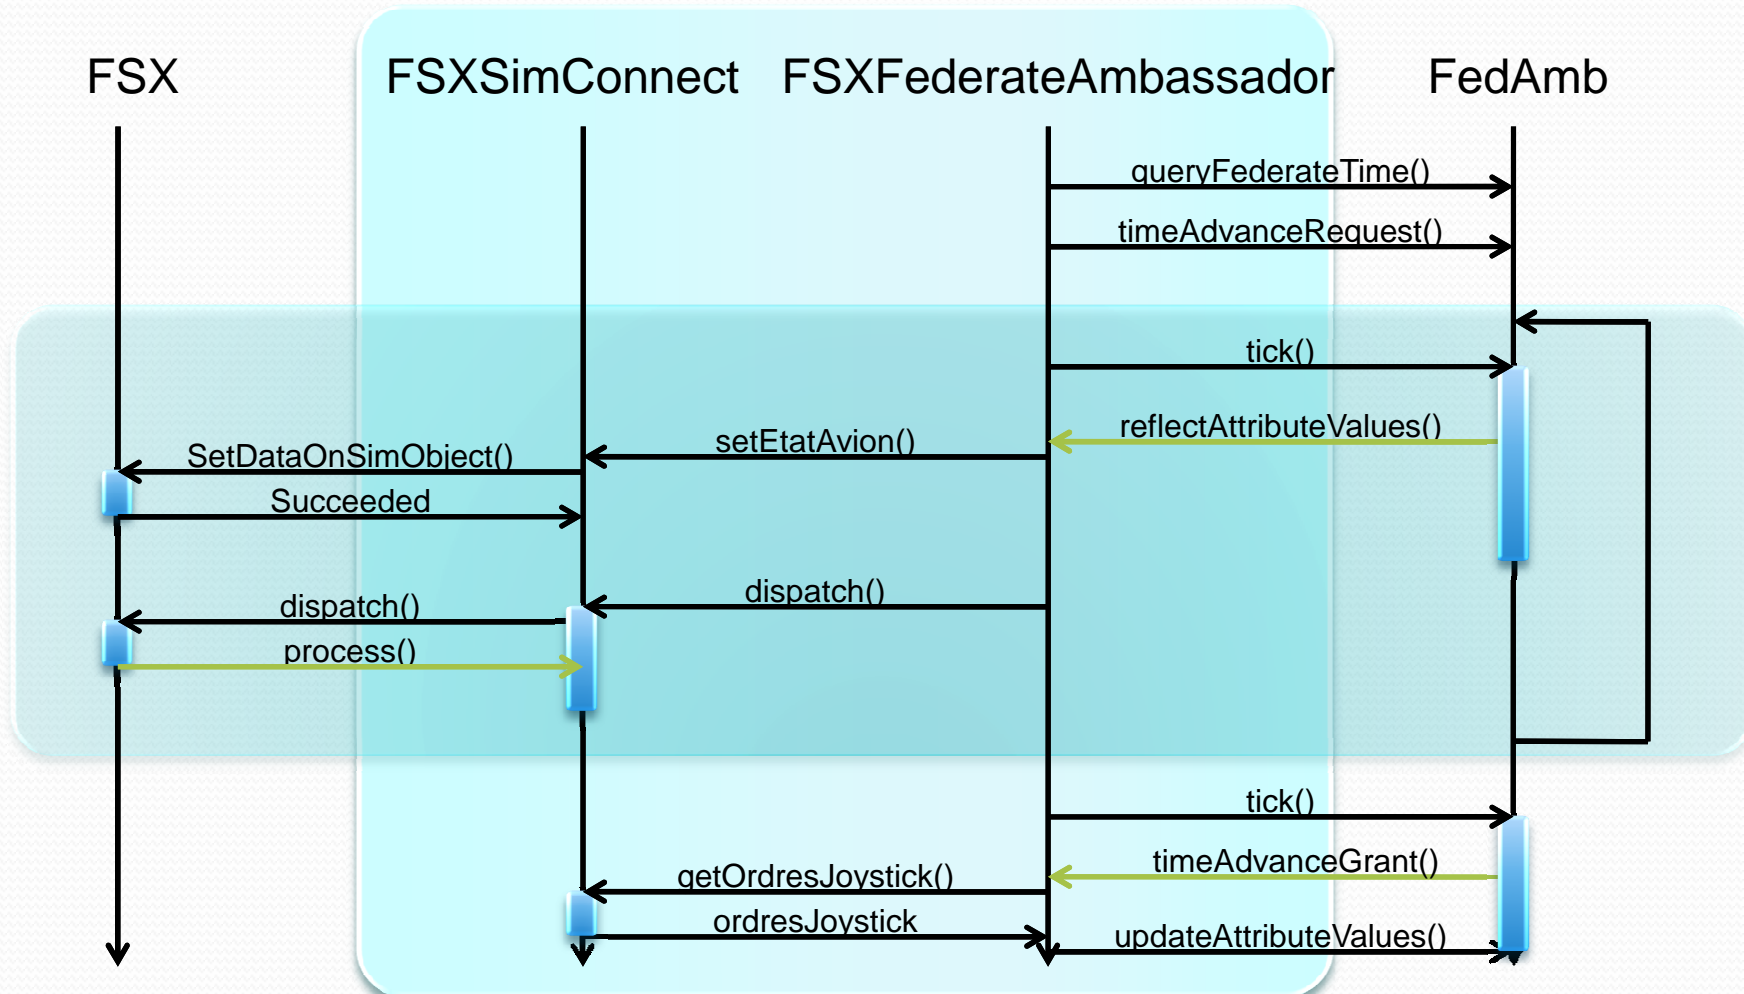 FSX
FSXSimConnect
FSXFederateAmbassador
FedAmb
queryFederateTime()
timeAdvanceRequest()
tick()
reflectAttributeValues()
setEtatAvion()
SetDataOnSimObject()
Succeeded
dispatch()
dispatch()
process()
tick()
timeAdvanceGrant()
getOrdresJoystick()
ordresJoystick
updateAttributeValues()